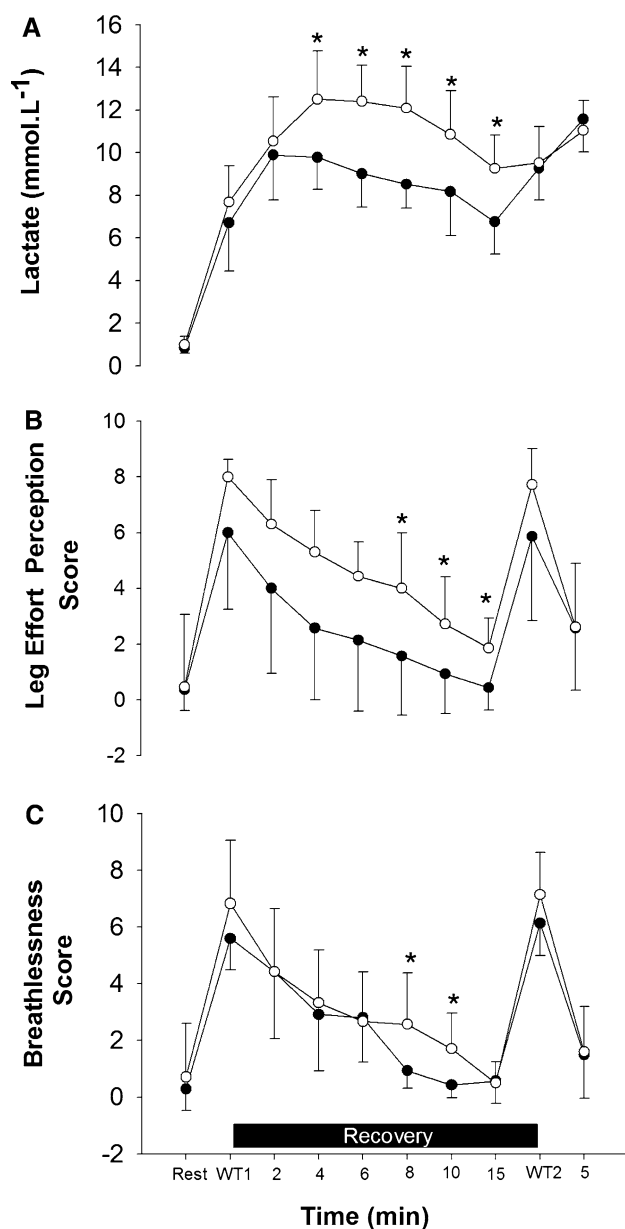 A
16
14
12
10
8
6
4
2
0
Lactate (mmol.L-1)
* * * * *
B
10
8
6
4
2
0
-2
Leg Effort Perception
Score
* * *
C
10
8
6
4
2
0
-2
Breathlessness
Score
* *
Recovery
Rest WT1 2 4 6 8 10 15 WT2 5
Time (min)